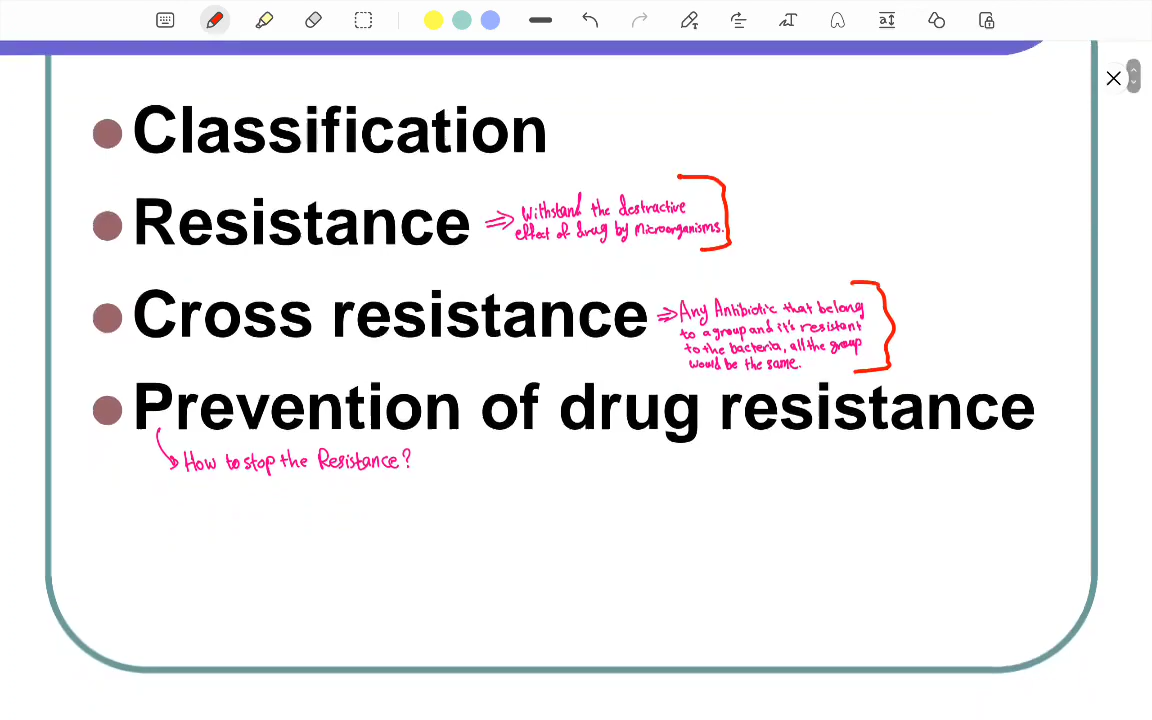 Classification
Resistance
⇒ Withstand the destractive
effect of drug by Microorganisms.
Cross resistance
⇒ Any Antibiotic that belong
to a group and it's resistant
to the bacteria, all the group
would be the same.
Prevention of drug resistance
How to stop the Resistance?